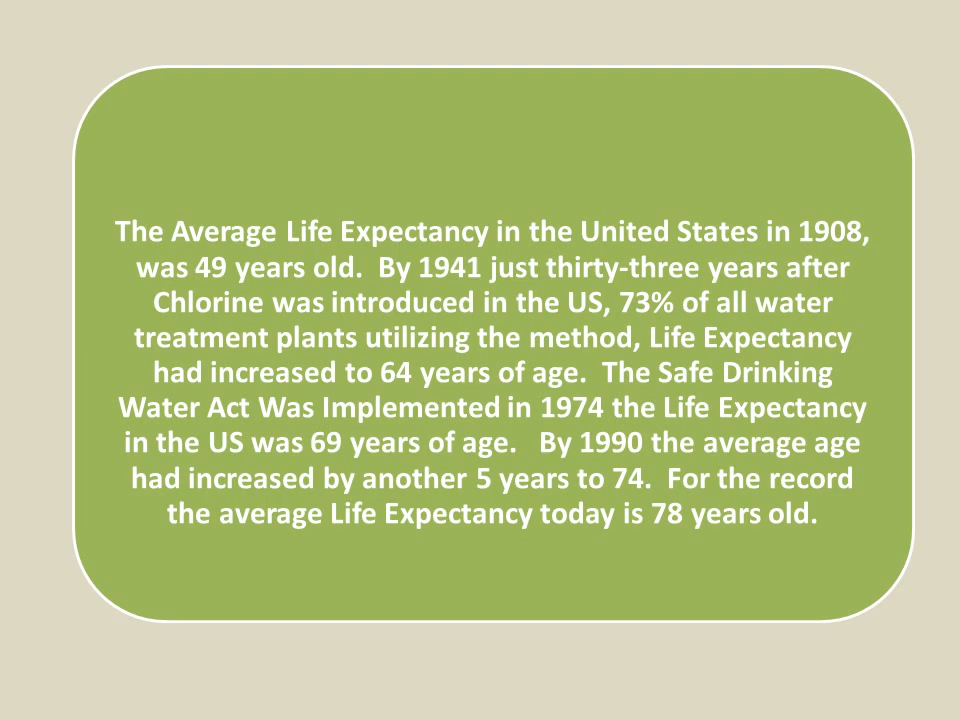 The Average Life Expectancy in the United States in 1908,
was 49 years old.  By 1941 just thirty-three years after
Chlorine was introduced in the US, 73% of all water
treatment plants utilizing the method, Life Expectancy
had increased to 64 years of age.  The Safe Drinking
Water Act Was Implemented in 1974 the Life Expectancy
in the US was 69 years of age.   By 1990 the average age
had increased by another 5 years to 74.  For the record
the average Life Expectancy today is 78 years old.